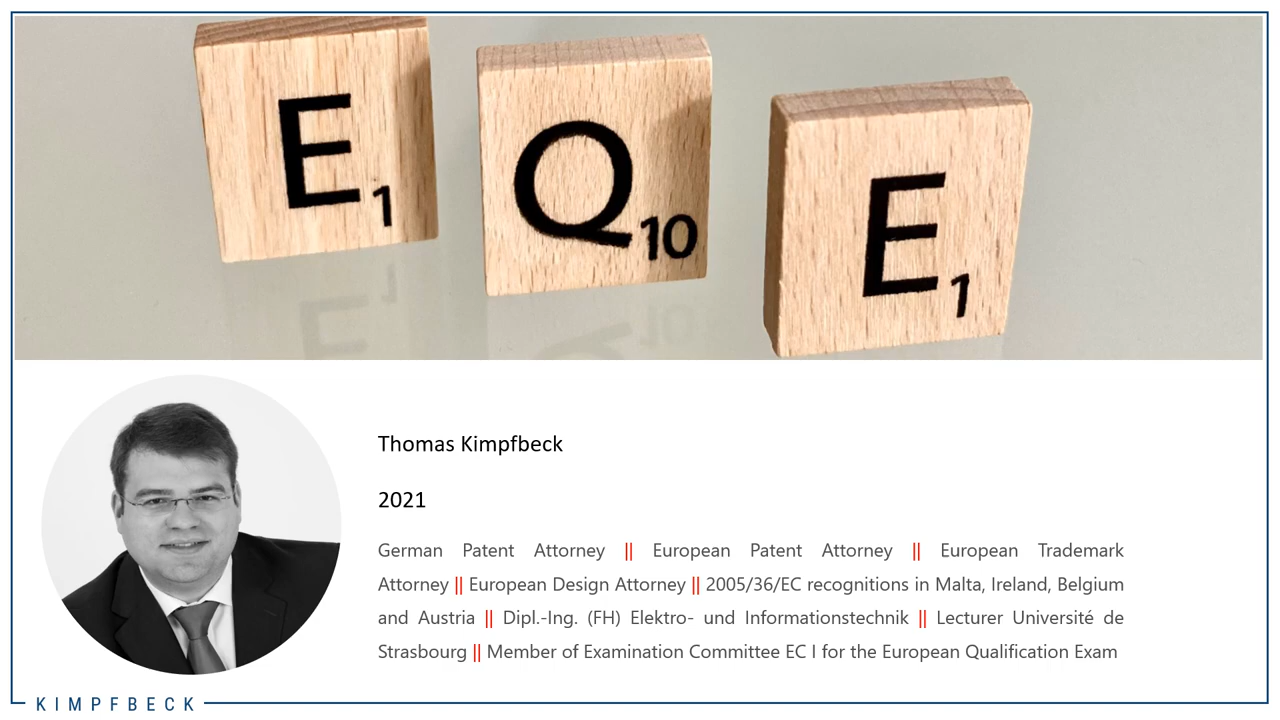 E1 Q10 E1
Thomas Kimpfbeck
2021
German Patent Attorney || European Patent Attorney || European Trademark
Attorney || European Design Attorney || 2005/36/EC recognitions in Malta, Ireland, Belgium
and Austria || Dipl.-Ing. (FH) Elektro- und Informationstechnik || Lecturer Université de
Strasbourg || Member of Examination Committee EC I for the European Qualification Exam
KIMPFBECK